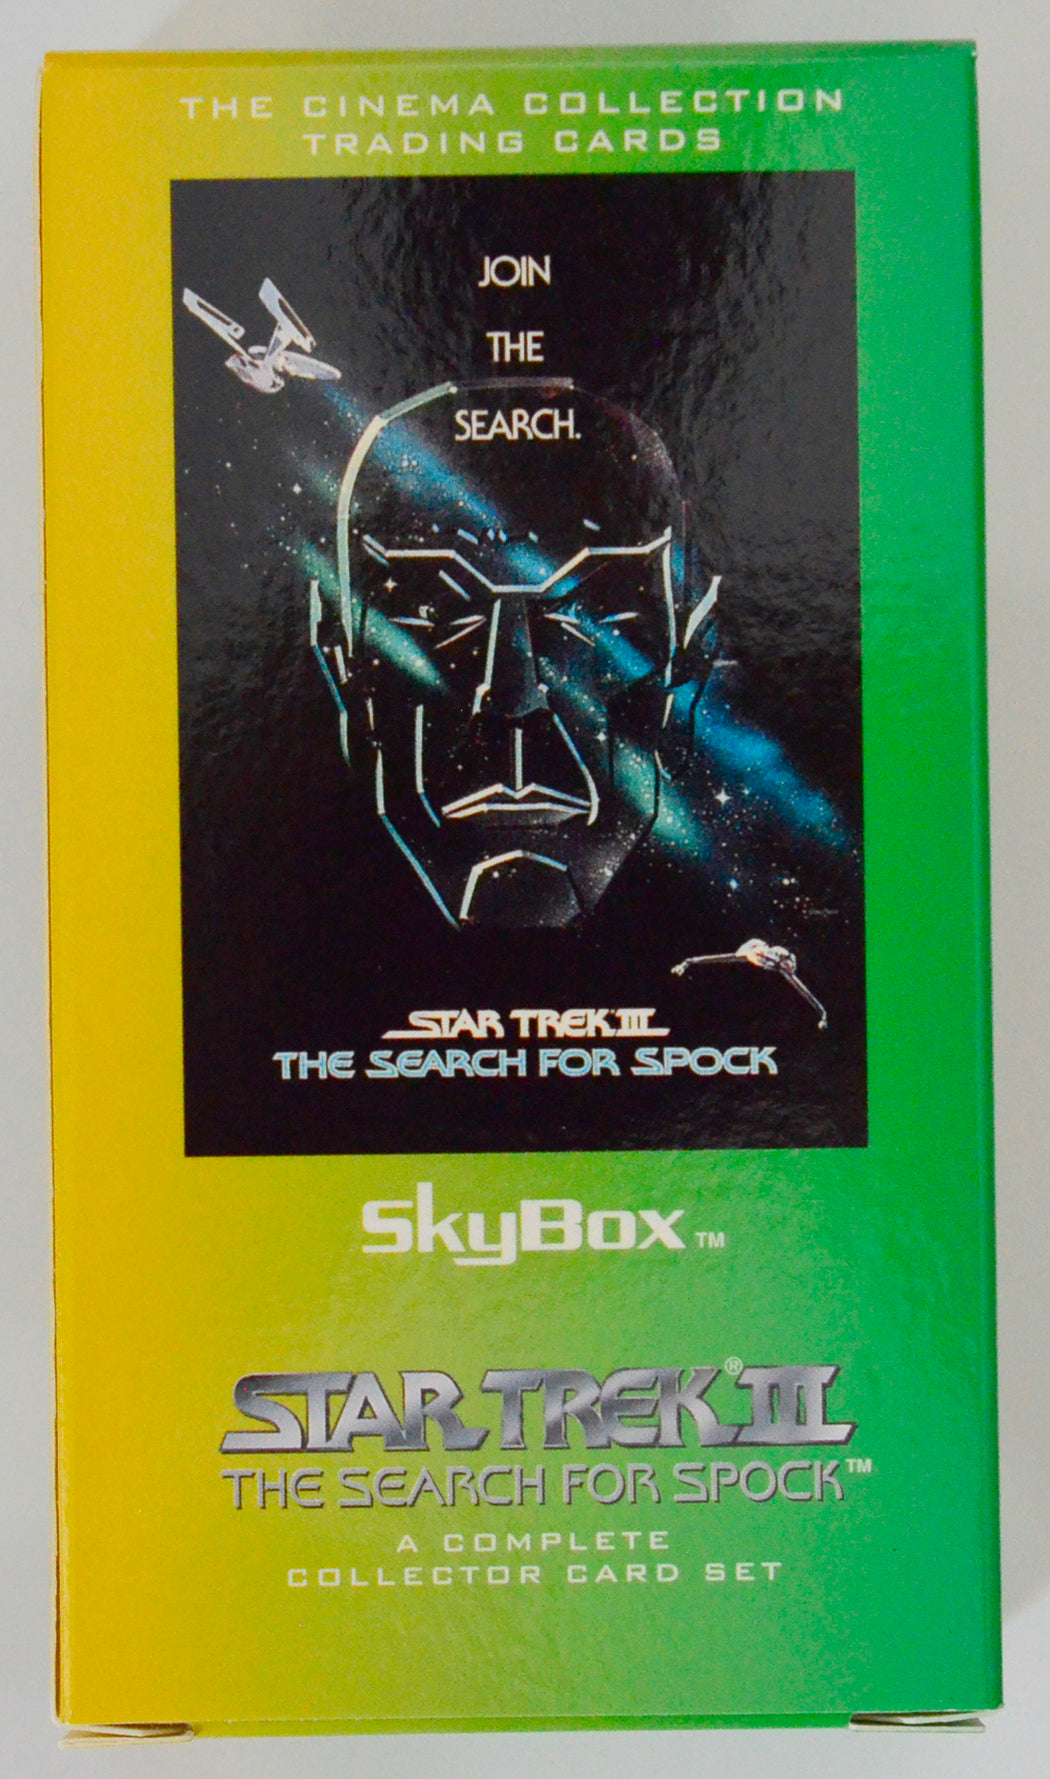 THE CINEMA COLLECTION
TRADING CARDS
JOIN
THE
SEARCH.
STAR TREK III
THE SEARCH FOR SPOCK
SkyBox™
STAR TREK® III
THE SEARCH FOR SPOCK™
A COMPLETE
COLLECTOR CARD SET